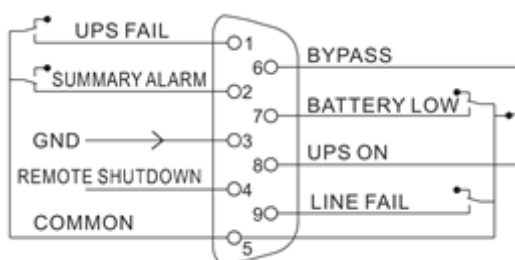 UPS FAIL
1
BYPASS
6
SUMMARY ALARM
2
BATTERY LOW
7
GND
3
UPS ON
8
REMOTE SHUTDOWN
4
LINE FAIL
9
COMMON
5